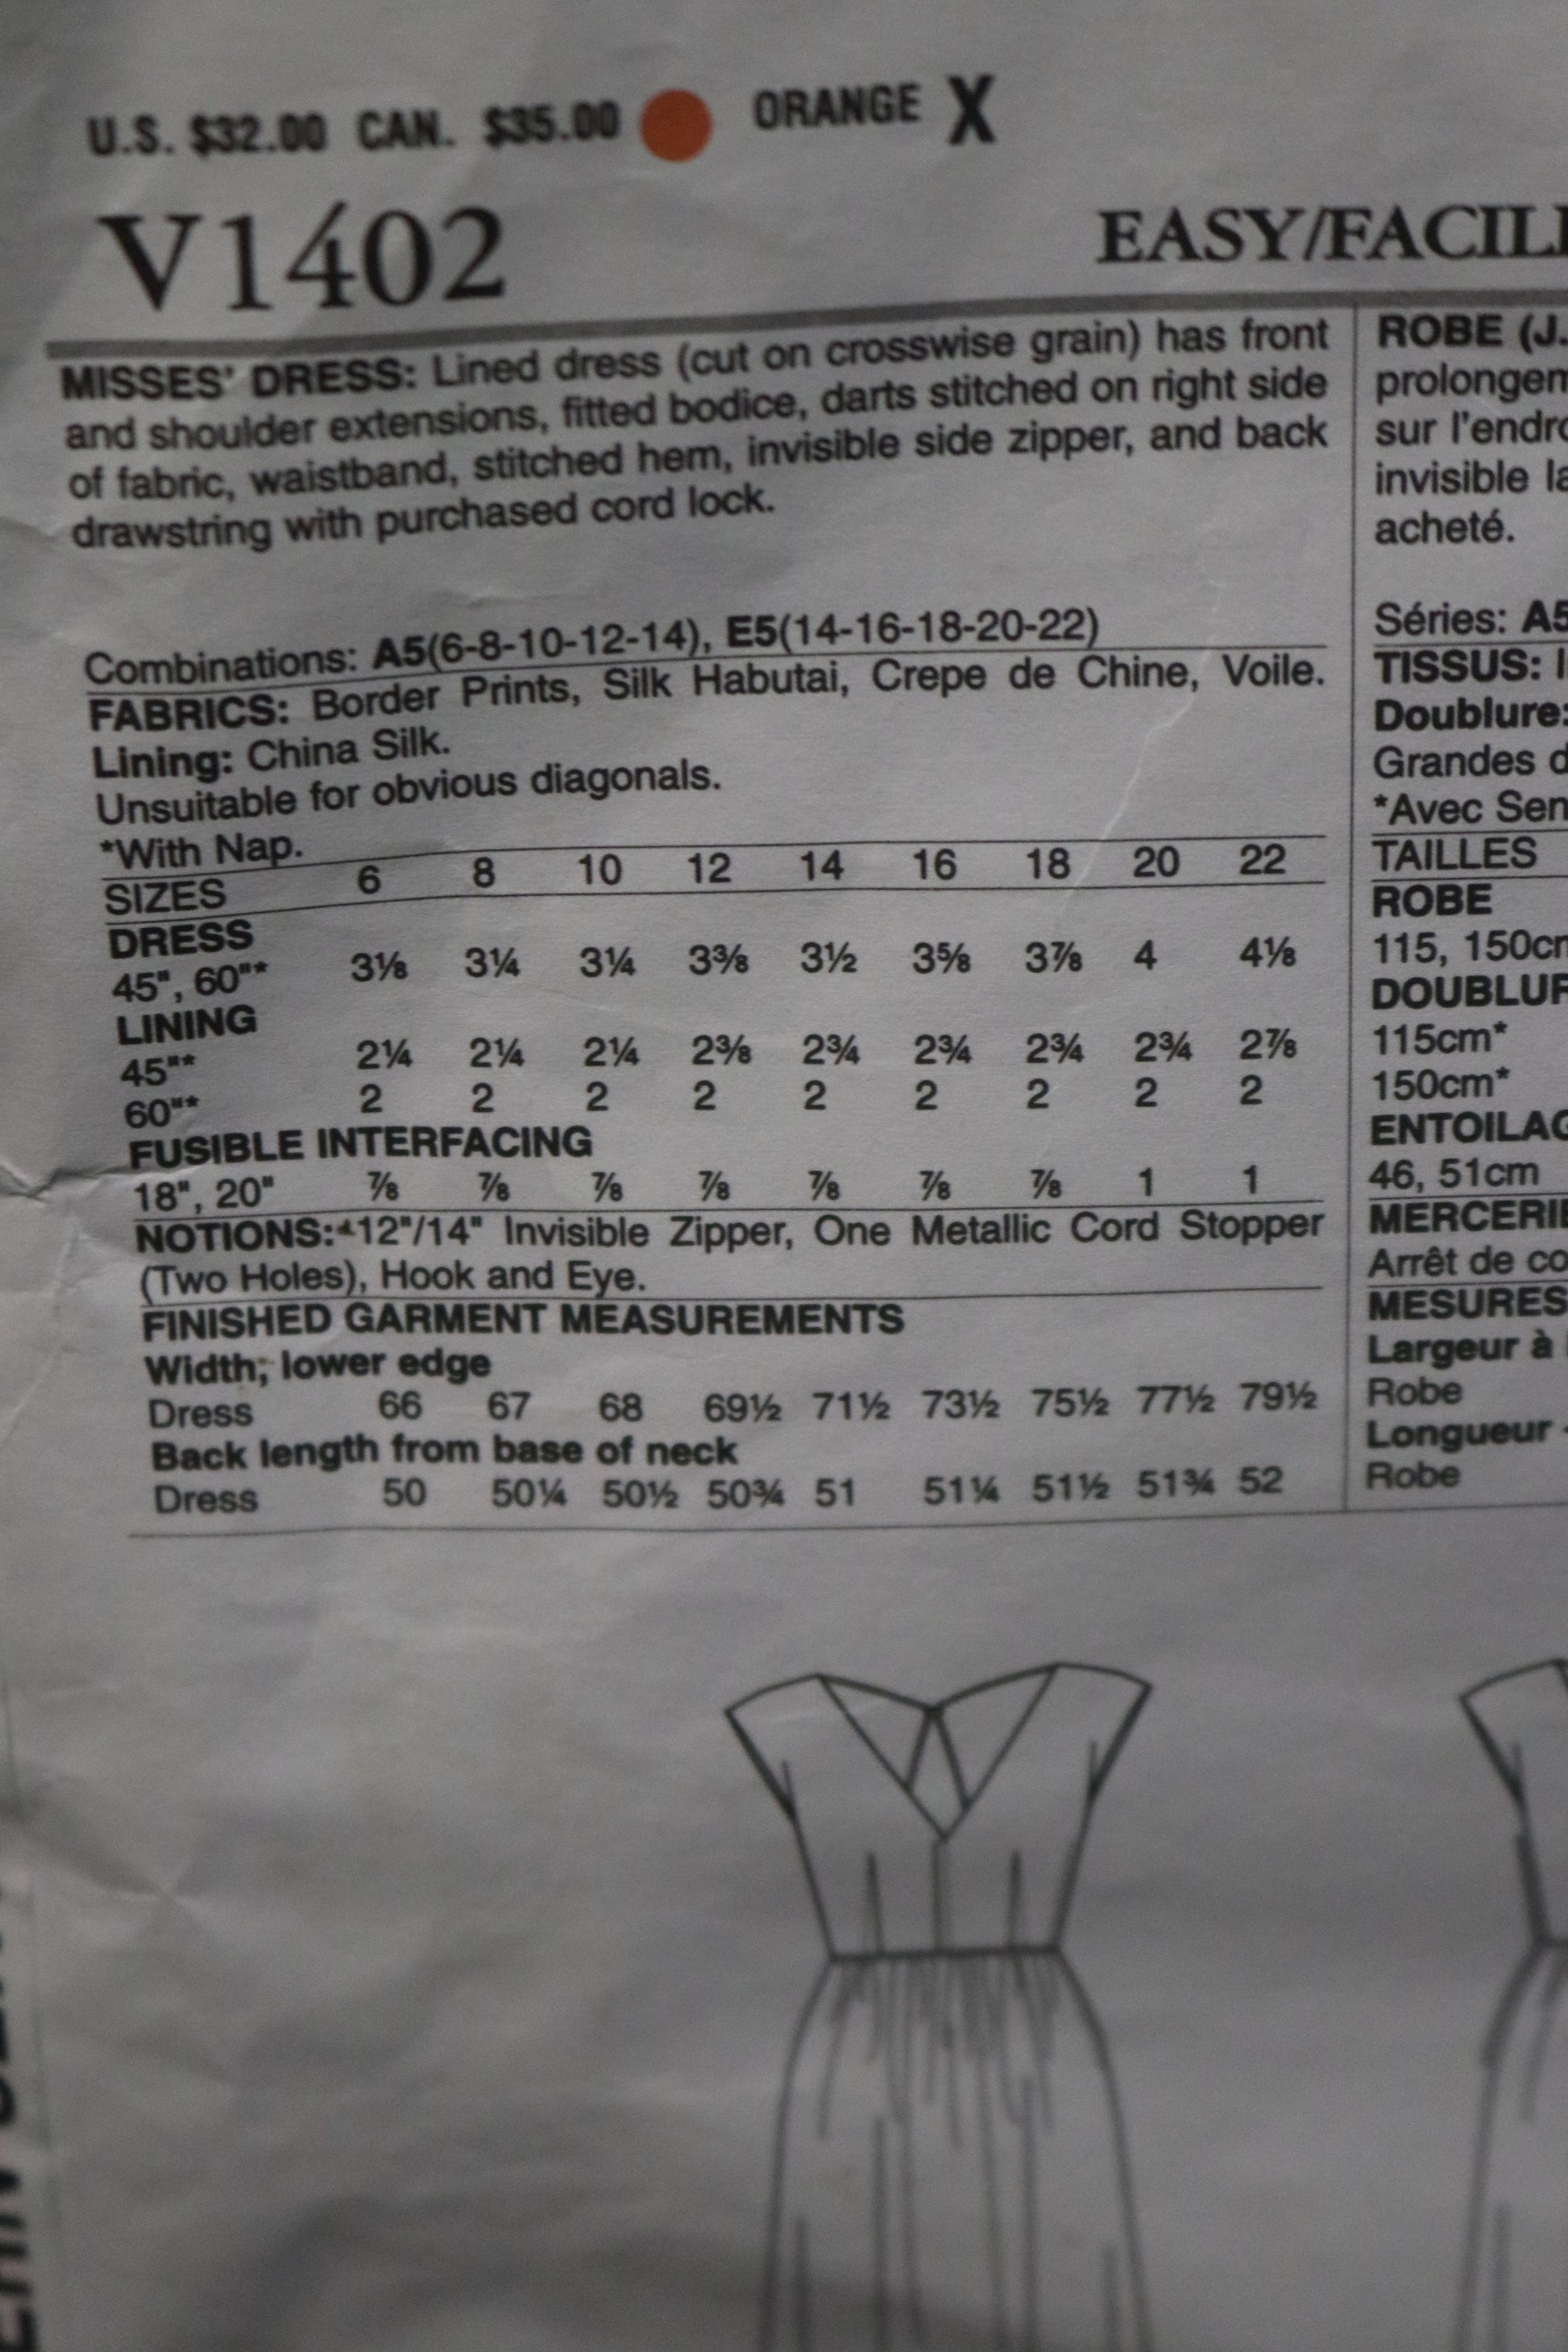 U.S. $32.00 CAN. $35.00 ORANGE X
V1402
EASY/FACIL
MISSES' DRESS: Lined dress (cut on crosswise grain) has front
and shoulder extensions, fitted bodice, darts stitched on right side
of fabric, waistband, stitched hem, invisible side zipper, and back
drawstring with purchased cord lock.
Combinations: A5(6-8-10-12-14), E5(14-16-18-20-22)
FABRICS: Border Prints, Silk Habutai, Crepe de Chine, Voile.
Lining: China Silk.
Unsuitable for obvious diagonals.
*With Nap.
SIZES 6 8 10 12 14 16 18 20 22
DRESS
45", 60"* 3⅛ 3¼ 3¼ 3⅜ 3½ 3⅝ 3⅞ 4 4⅛
LINING
45"* 2¼ 2¼ 2¼ 2⅜ 2¾ 2¾ 2¾ 2¾ 2⅞
60"* 2 2 2 2 2 2 2 2 2
FUSIBLE INTERFACING
18", 20" ⅞ ⅞ ⅞ ⅞ ⅞ ⅞ ⅞ 1 1
NOTIONS: 12"/14" Invisible Zipper, One Metallic Cord Stopper
(Two Holes), Hook and Eye.
FINISHED GARMENT MEASUREMENTS
Width, lower edge
Dress 66 67 68 69½ 71½ 73½ 75½ 77½ 79½
Back length from base of neck
Dress 50 50¼ 50½ 50¾ 51 51¼ 51½ 51¾ 52
ROBE (J.
prolongem
sur l'endro
invisible la
acheté.
Séries: A5
TISSUS:
Doublure:
Grandes d
*Avec Sen
TAILLES
ROBE
115, 150cm
DOUBLUR
115cm*
150cm*
ENTOILAG
46, 51cm
MERCERIE
Arrêt de co
MESURES
Largeur à
Robe
Longueur -
Robe